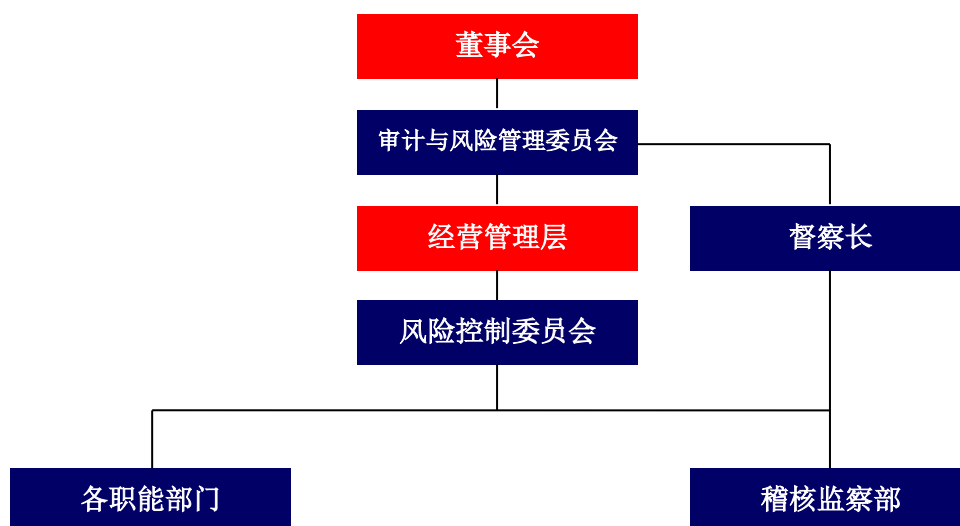 董事会
审计与风险管理委员会
经营管理层
督察长
风险控制委员会
各职能部门
稽核监察部